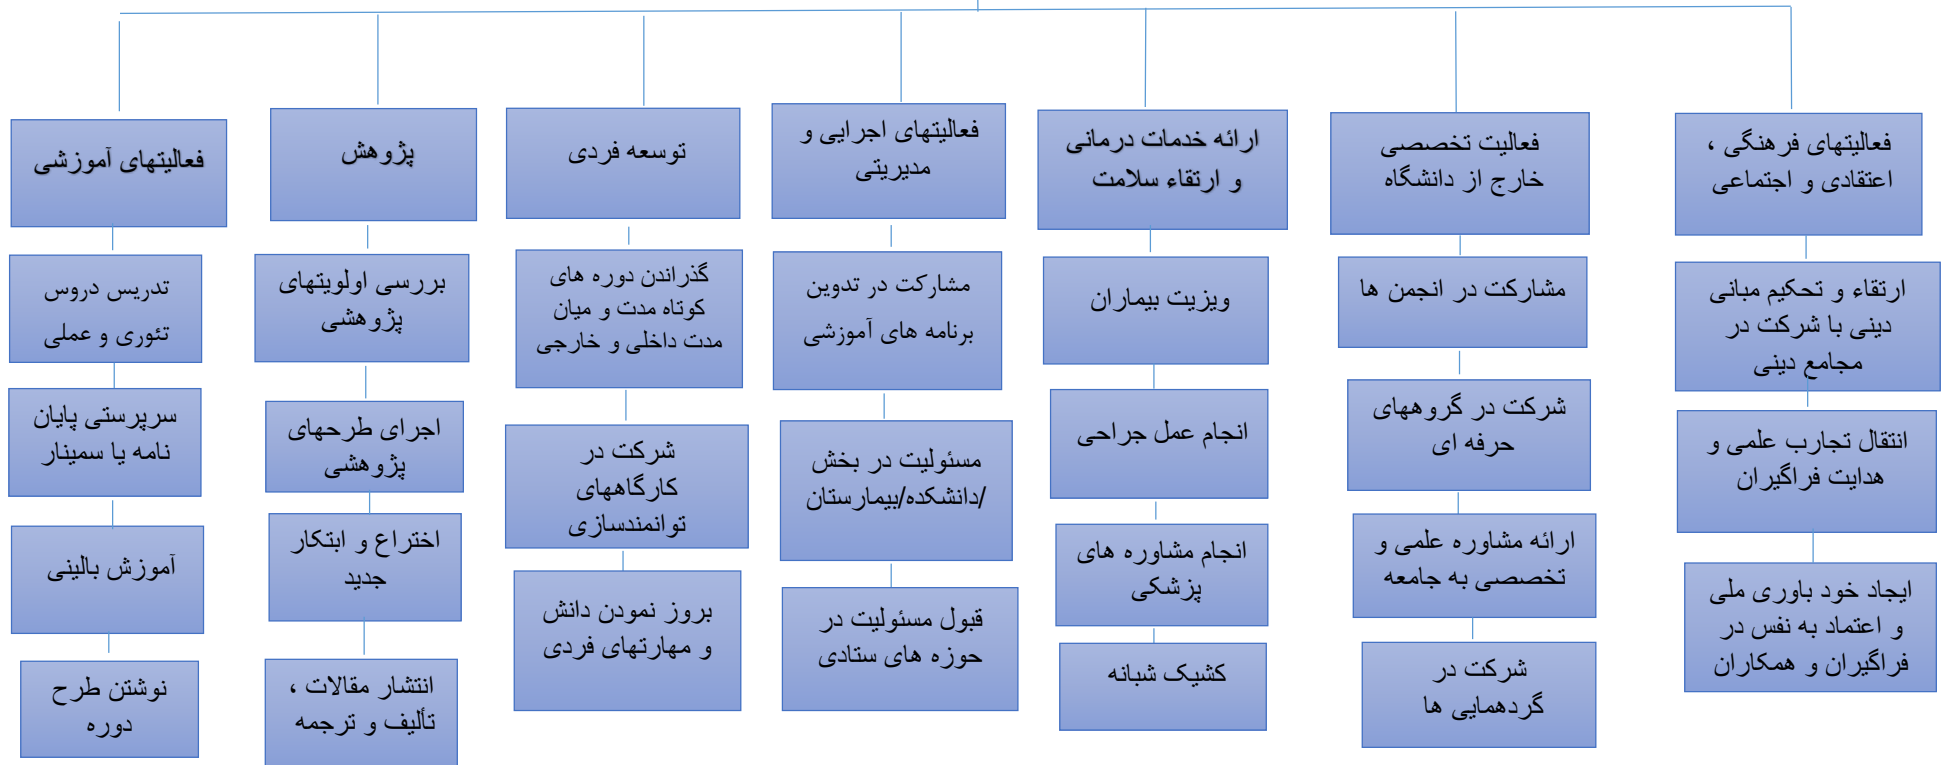 فعالیتهای فرهنگی ،
اعتقادی و اجتماعی
ارتقاء و تحکیم مبانی
دینی با شرکت در
مجامع دینی
انتقال تجارب علمی و
هدایت فراگیران
ایجاد خود باوری ملی
و اعتماد به نفس در
فراگیران و همکاران
فعالیت تخصصی
خارج از دانشگاه
مشارکت در انجمن ها
شرکت در گروههای
حرفه ای
ارائه مشاوره علمی و
تخصصی به جامعه
شرکت در
گردهمایی ها
ارائه خدمات درمانی
و ارتقاء سلامت
ویزیت بیماران
انجام عمل جراحی
انجام مشاوره های
پزشکی
کشیک شبانه
فعالیتهای اجرایی و
مدیریتی
مشارکت در تدوین
برنامه های آموزشی
مسئولیت در بخش
/دانشکده/بیمارستان
قبول مسئولیت در
حوزه های ستادی
توسعه فردی
گذراندن دوره های
کوتاه مدت و میان
مدت داخلی و خارجی
شرکت در
کارگاههای
توانمندسازی
بروز نمودن دانش
و مهارتهای فردی
پژوهش
بررسی اولویتهای
پژوهشی
اجرای طرحهای
پژوهشی
اختراع و ابتکار
جدید
انتشار مقالات ،
تألیف و ترجمه
فعالیتهای آموزشی
تدریس دروس
تئوری و عملی
سرپرستی پایان
نامه یا سمینار
آموزش بالینی
نوشتن طرح
دوره